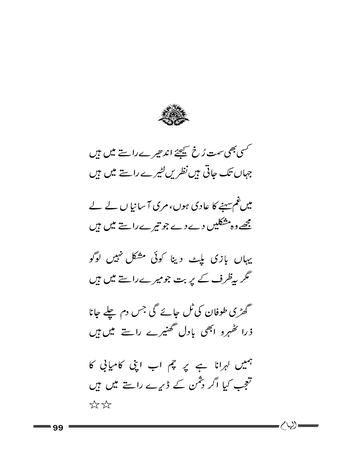 کسی بھی سمت رُخ کیجئے اندھیرے راستے میں ہیں
جہاں تک جاتی ہیں نظریں لٹیرے راستے میں ہیں
میں غم سہنے کا عادی ہوں، مری آسانیاں لے لے
مجھے وہ مشکلیں دے دے جو تیرے راستے میں ہیں
یہاں بازی پلٹ دینا کوئی مشکل نہیں لوگو
مگر یہ ظرف کے پربت جو میرے راستے میں ہیں
گھڑی طوفان کی ٹل جائے گی جس دم چلے جانا
ذرا ٹھہرو ابھی بادل گھنیرے راستے میں ہیں
ہمیں لہرانا ہے پرچم اب اپنی کامیابی کا
تعجب کیا اگر دشمن کے ڈیرے راستے میں ہیں
☆☆
99